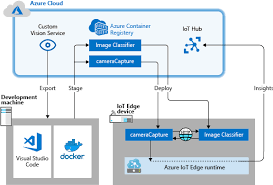 Azure Cloud
Custom
Vision Service
Azure Container
Registery
IoT Hub
Image Classifier
cameraCapture
Export
Stage
Deploy
Insights
Development
machine
IoT Edge
device
Visual Studio
Code
docker
cameraCapture
Image Classifier
Azure IoT Edge runtime